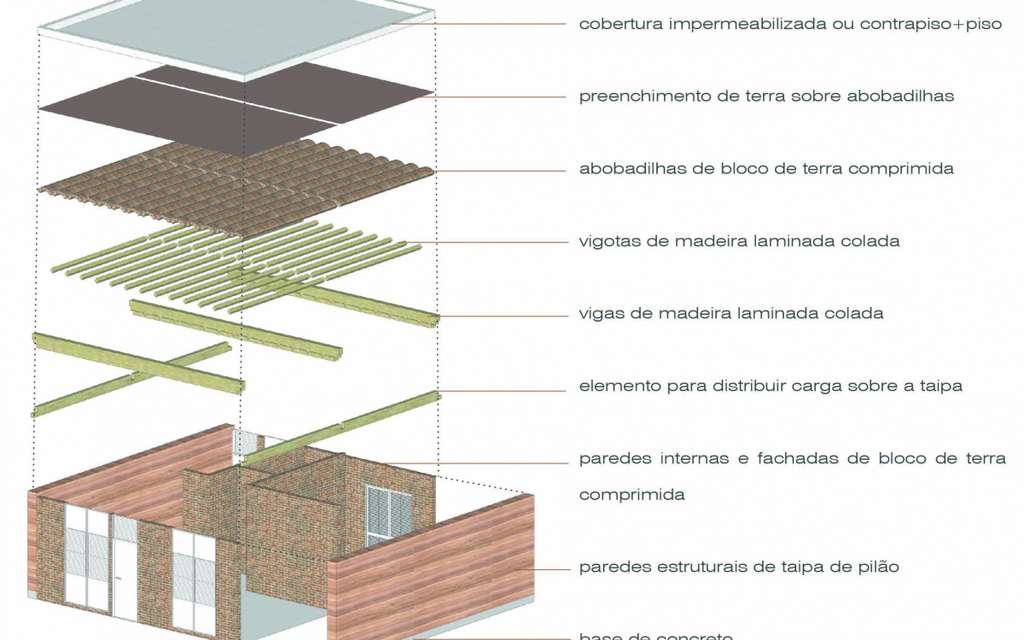 cobertura impermeabilizada ou contrapiso+piso
preenchimento de terra sobre abobadilhas
abobadilhas de bloco de terra comprimida
vigotas de madeira laminada colada
vigas de madeira laminada colada
elemento para distribuir carga sobre a taipa
paredes internas e fachadas de bloco de terra
comprimida
paredes estruturais de taipa de pilão
base de concreto